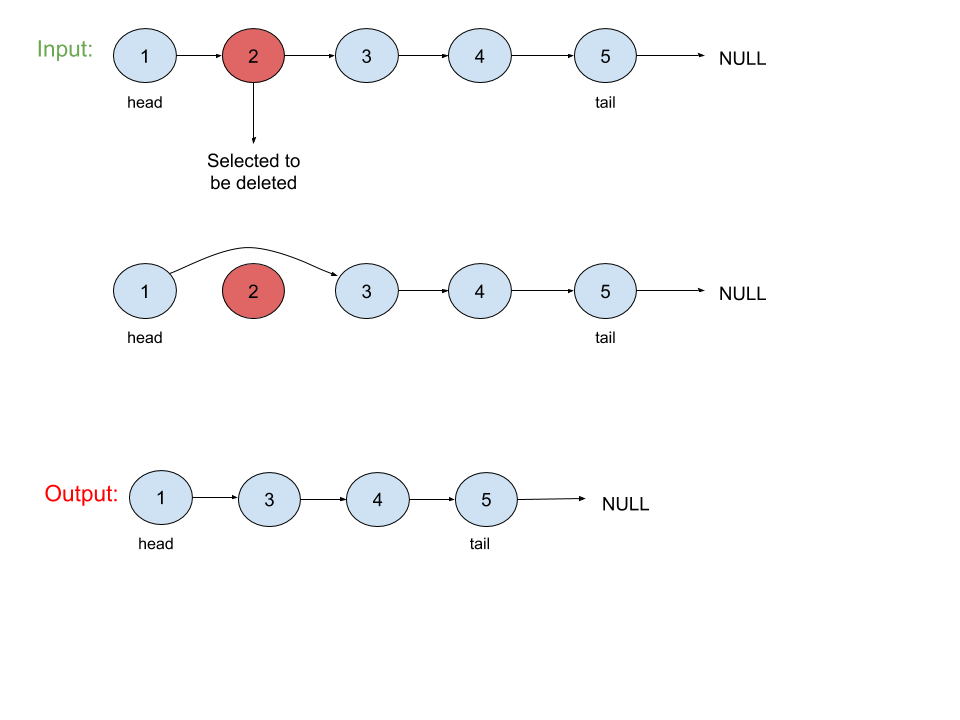 Input: 1 2 3 4 5 NULL
head tail
Selected to
be deleted
1 2 3 4 5 NULL
head tail
Output: 1 3 4 5 NULL
head tail